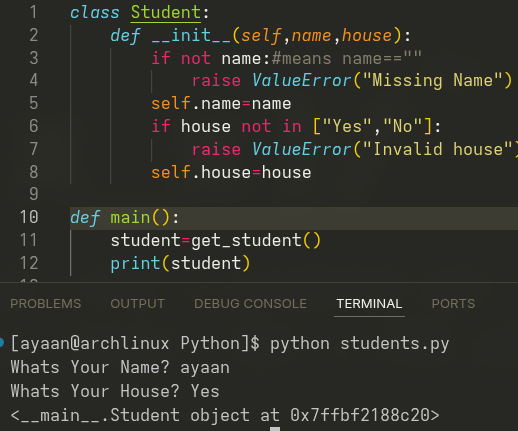 1 class Student:
2     def __init__(self,name,house):
3         if not name:#means name==""
4             raise ValueError("Missing Name")
5         self.name=name
6         if house not in ["Yes","No"]:
7             raise ValueError("Invalid house")
8         self.house=house
9
10 def main():
11     student=get_student()
12     print(student)
PROBLEMS OUTPUT DEBUG CONSOLE TERMINAL PORTS
[ayaan@archlinux Python]$ python students.py
Whats Your Name? ayaan
Whats Your House? Yes
<__main__.Student object at 0x7ffbf2188c20>